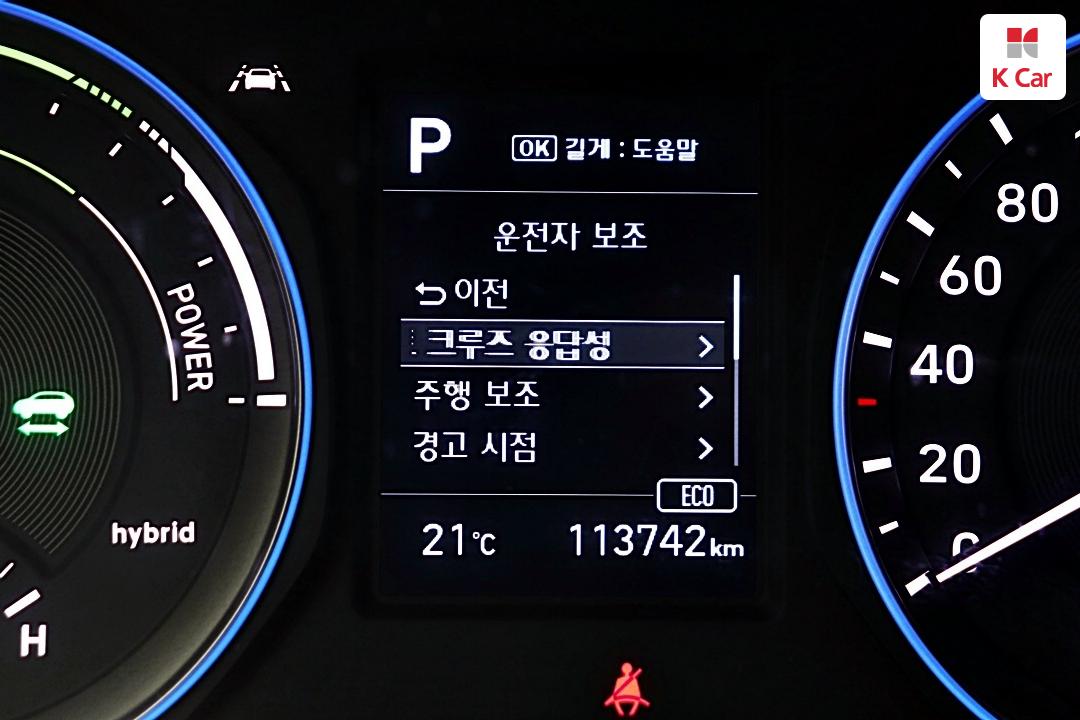 K Car
P
OK 길게 : 도움말
운전자 보조
이전
크루즈 응답성
주행 보조
경고 시점
ECO
21℃ 113742km
POWER
hybrid
H
80
60
40
20
0